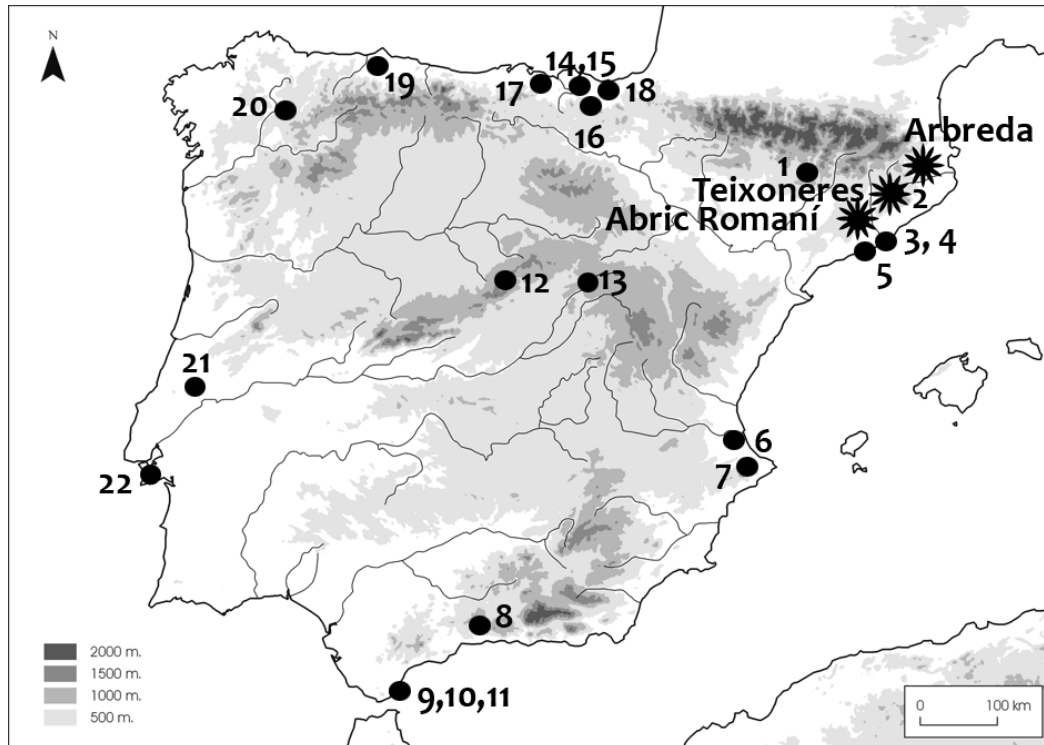 N
14,15
19
17
18
20
16
Arbreda
1
Teixoneres
2
Abric Romaní
3, 4
5
12
13
21
6
7
22
8
9,10,11
2000 m.
1500 m.
1000 m.
500 m.
0 100 km